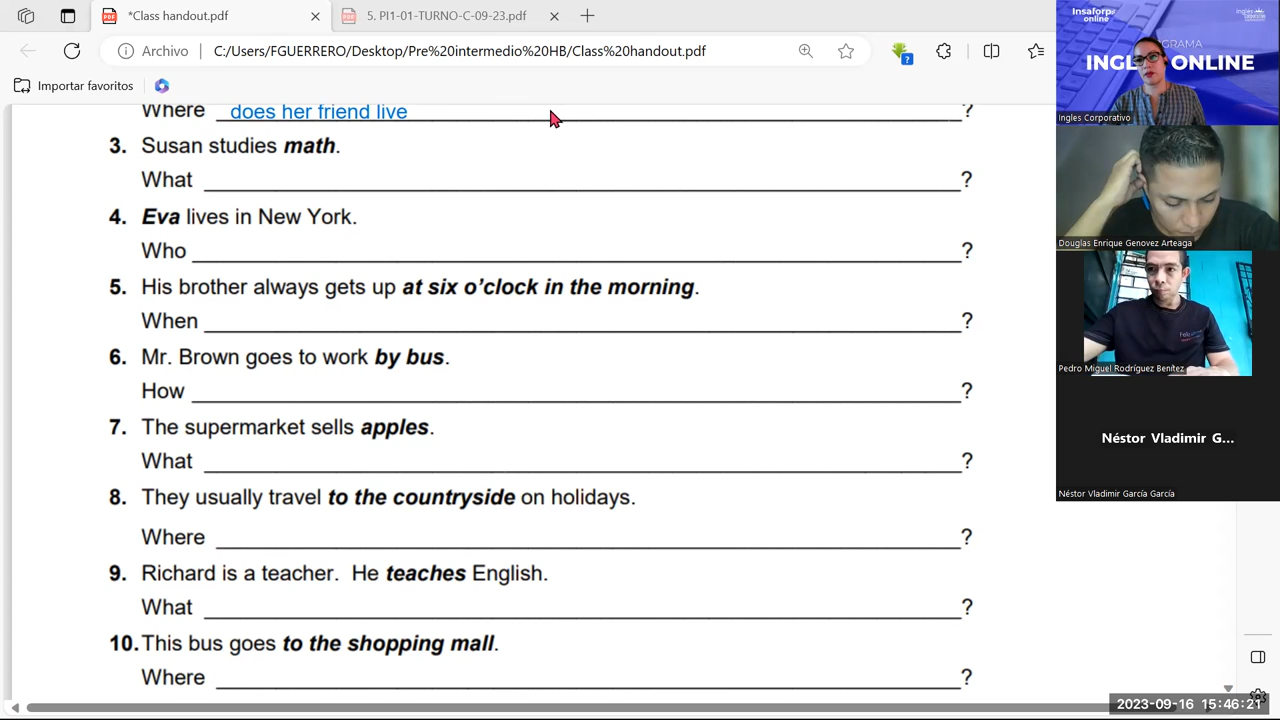 *Class handout.pdf
5.TM1-01-TURNO-C-09-23.pdf
Archivo
C:/Users/FGUERRERO/Desktop/Pre%20intermedio%20HB/Class%20handout.pdf
Importar favoritos
Where does her friend live ?
3. Susan studies math.
What ?
4. Eva lives in New York.
Who ?
5. His brother always gets up at six o'clock in the morning.
When ?
6. Mr. Brown goes to work by bus.
How ?
7. The supermarket sells apples.
What ?
8. They usually travel to the countryside on holidays.
Where ?
9. Richard is a teacher. He teaches English.
What ?
10. This bus goes to the shopping mall.
Where ?
Insaforp
online
INGL ONLINE
Ingles Corporativo
Douglas Enrique Genovez Arteaga
Pedro Miguel Rodríguez Benítez
Néstor Vladimir G...
Néstor Vladimir García García
2023-09-16 15:46:21